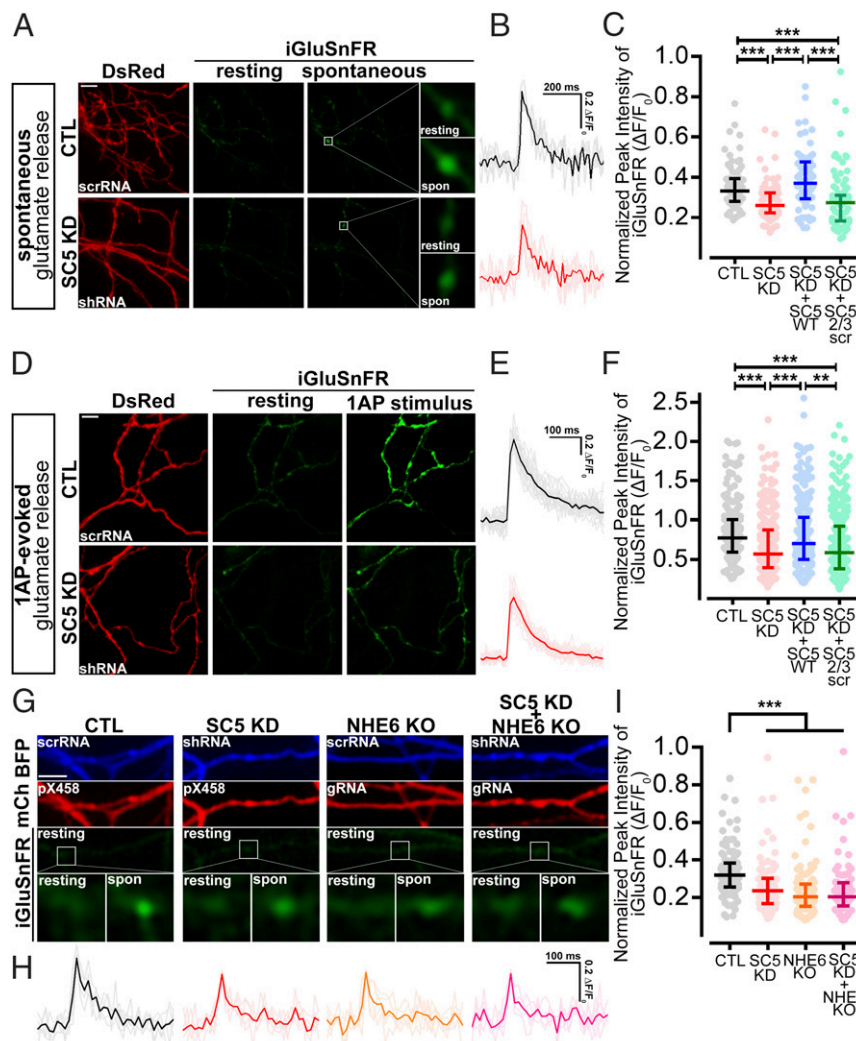 A
B
C
iGluSnFR
DsRed
resting
spontaneous
spontaneous
glutamate release
CTL
SC5 KD
scrRNA
shRNA
resting
spon
resting
spon
200 ms
0.2 ΔF/F0
Normalized Peak Intensity of
iGluSnFR (ΔF/F0)
1.0
0.8
0.6
0.4
0.2
***
*** *** ***
CTL
SC5
KD
SC5
KD
+
SC5
WT
SC5
KD
+
SC5
2/3
scr
D
E
F
iGluSnFR
DsRed
resting
1AP stimulus
1AP-evoked
glutamate release
CTL
SC5 KD
scrRNA
shRNA
100 ms
0.2 ΔF/F0
Normalized Peak Intensity of
iGluSnFR (ΔF/F0)
2.5
2.0
1.5
1.0
0.5
***
*** *** **
CTL
SC5
KD
SC5
KD
+
SC5
WT
SC5
KD
+
SC5
2/3
scr
G
CTL
SC5 KD
NHE6 KO
SC5 KD
+
NHE6 KO
BFP
mCh
iGluSnFR
scrRNA
shRNA
scrRNA
shRNA
pX458
pX458
gRNA
gRNA
resting
resting
resting
resting
resting
spon
resting
spon
resting
spon
resting
spon
H
100 ms
0.2 ΔF/F0
I
Normalized Peak Intensity of
iGluSnFR (ΔF/F0)
1.0
0.8
0.6
0.4
0.2
***
CTL
SC5
KD
NHE6
KO
SC5
KD
+
NHE6
KO